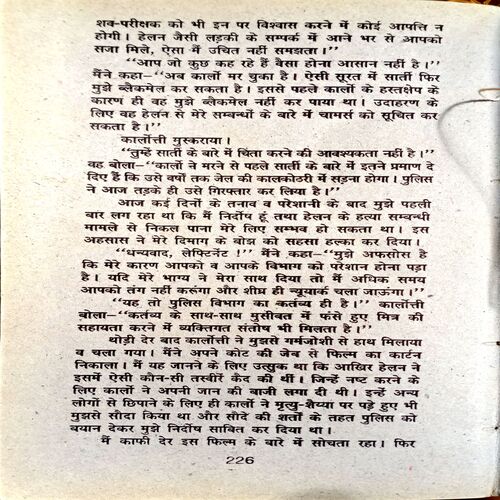 शव-परीक्षक को भी इन पर विश्वास करने में कोई आपत्ति न
होगी। हेलन जैसी लड़की के सम्पर्क में आने भर से आपको
सजा मिले, ऐसा मैं उचित नहीं समझता।’’
‘‘आप जो कुछ कह रहे हैं वैसा होना आसान नहीं है।’’
मैंने कहा—‘‘अब कार्लो मर चुका है। ऐसी सूरत में सार्ती फिर
मुझे ब्लैकमेल कर सकता है। इससे पहले कार्लो के हस्तक्षेप के
कारण ही वह मुझे ब्लैकमेल नहीं कर पाया था। उदाहरण के
लिए वह हेलन से मेरे सम्बन्धों के बारे में चामर्स को सूचित कर
सकता है।’’
कार्लोत्ती मुस्कराया।
‘‘तुम्हें सार्ती के बारे में चिंता करने की आवश्यकता नहीं है।’’
वह बोला—‘‘कार्लो ने मरने से पहले सार्ती के बारे में इतने प्रमाण दे
दिए हैं कि उसे वर्षों तक जेल की कालकोठरी में सड़ना होगा। पुलिस
ने आज तड़के ही उसे गिरफ्तार कर लिया है।’’
आज कई दिनों के तनाव व परेशानी के बाद मुझे पहली
बार लग रहा था कि मैं निर्दोष हूं तथा हेलन के हत्या सम्बन्धी
मामले से निकल पाना मेरे लिए सम्भव हो सकता था। इस
अहसास ने मेरे दिमाग के बोझ को सहसा हल्का कर दिया।
‘‘धन्यवाद, लेफ्टिनेंट !’’ मैंने कहा—‘‘मुझे अफसोस है
कि मेरे कारण आपको व आपके विभाग को परेशान होना पड़ा
है। यदि मेरे भाग्य ने मेरा साथ दिया तो मैं अधिक समय
आपको तंग नहीं करूंगा और शीघ्र ही न्यूयार्क चला जाऊंगा।’’
‘‘यह तो पुलिस विभाग का कर्तव्य ही है।’’ कार्लोत्ती
बोला—‘‘कर्तव्य के साथ-साथ मुसीबत में फंसे हुए मित्र की
सहायता करने में व्यक्तिगत संतोष भी मिलता है।’’
थोड़ी देर बाद कार्लोत्ती ने मुझसे गर्मजोशी से हाथ मिलाया
व चला गया। मैंने अपने कोट की जेब से फिल्म का कार्टन
निकाला। मैं यह जानने के लिए उत्सुक था कि आखिर हेलन ने
इसमें ऐसी कौन-सी तस्वीरें कैद की थीं। जिन्हें नष्ट करने के
लिए कार्लो ने अपनी जान की बाजी लगा दी थी। इन्हें अन्य
लोगों से छिपाने के लिए ही कार्लो ने मृत्यु-शैय्या पर पड़े हुए भी
मुझसे सौदा किया था और सौदे की शर्तों के तहत पुलिस को
बयान देकर मुझे निर्दोष साबित कर दिया था।
मैं काफी देर इस फिल्म के बारे में सोचता रहा। फिर
226